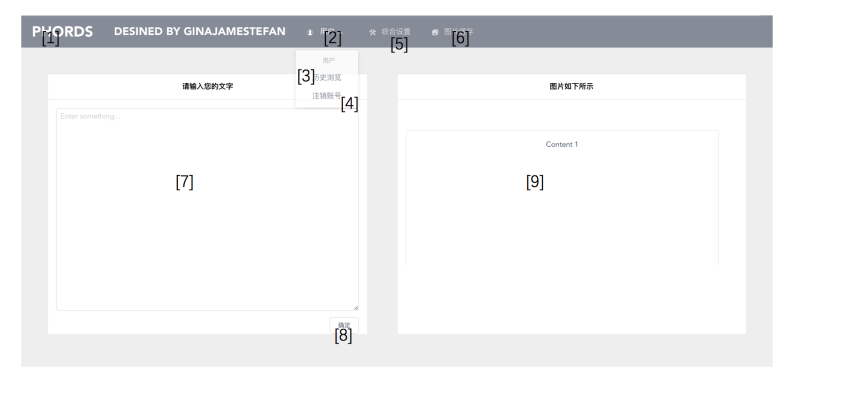 PHORDS DESINED BY GINAJAMESTEFAN 综合设置
[1] [2] [5] [6]
用户
[3] 历史浏览
注销账号 [4]
请输入您的文字 图片如下所示
Enter something...
Content 1
[7] [9]
确定
[8]